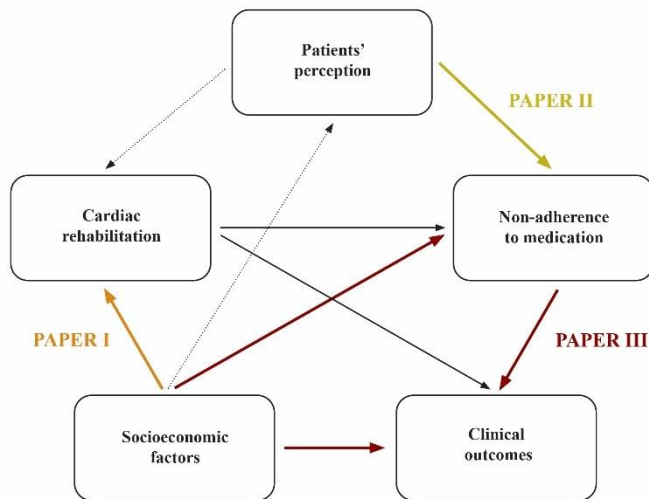 Patients'
perception
PAPER II
Cardiac
rehabilitation
Non-adherence
to medication
PAPER I
PAPER III
Socioeconomic
factors
Clinical
outcomes